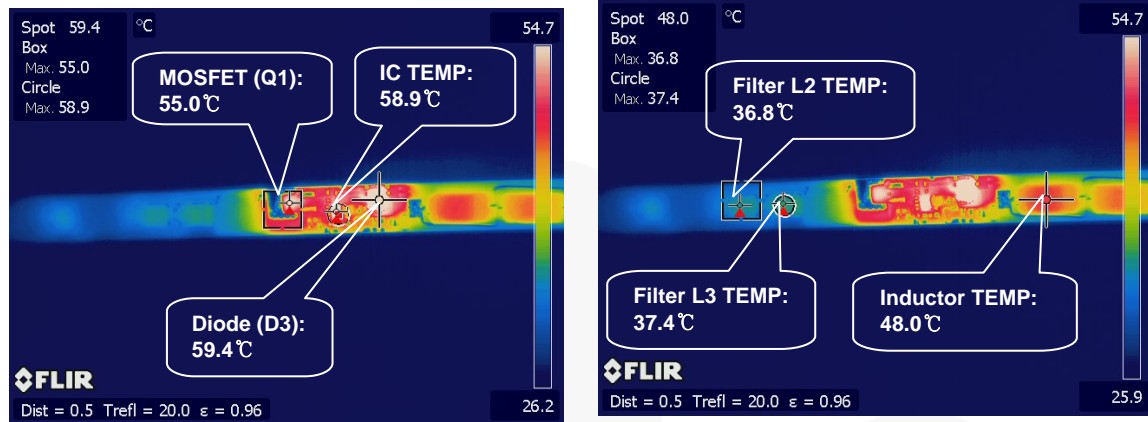 Spot 59.4 °C
Box
Max. 55.0
Circle
Max. 58.9
54.7
MOSFET (Q1):
55.0℃
IC TEMP:
58.9℃
Diode (D3):
59.4℃
FLIR
Dist = 0.5 Trefl = 20.0 ε = 0.96
26.2
Spot 48.0 °C
Box
Max. 36.8
Circle
Max. 37.4
54.7
Filter L2 TEMP:
36.8℃
Filter L3 TEMP:
37.4℃
Inductor TEMP:
48.0℃
FLIR
Dist = 0.5 Trefl = 20.0 ε = 0.96
25.9